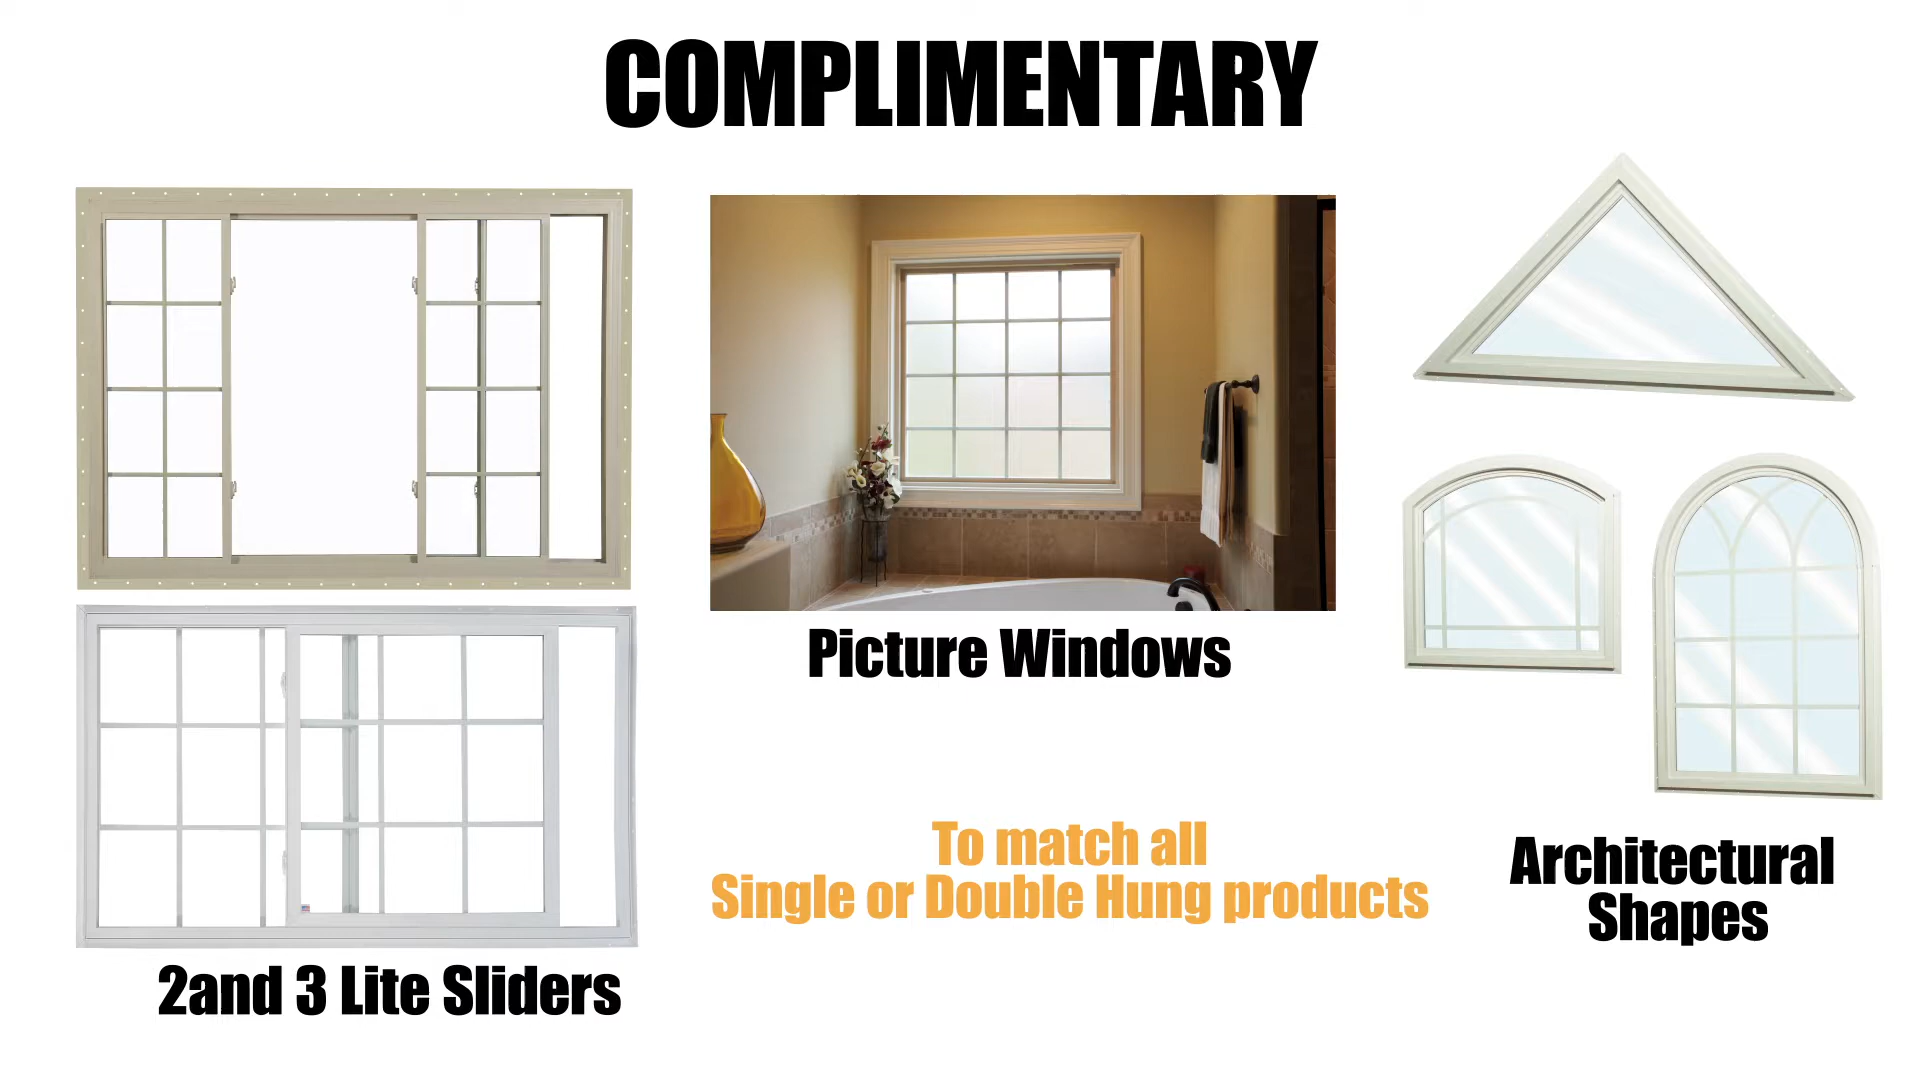 COMPLIMENTARY
Picture Windows
To match all
Single or Double Hung products
Architectural
Shapes
2and 3 Lite Sliders